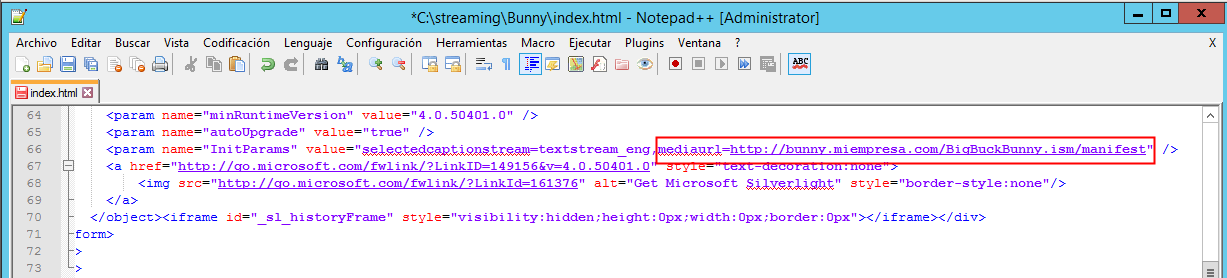 *C:\streaming\Bunny\index.html - Notepad++ [Administrator]
Archivo Editar Buscar Vista Codificación Lenguaje Configuración Herramientas Macro Ejecutar Plugins Ventana ? X
ABC
index.html
64 <param name="minRuntimeVersion" value="4.0.50401.0" />
65 <param name="autoUpgrade" value="true" />
66 <param name="InitParams" value="selectedcaptionstream=textstream_eng,mediaurl=http://bunny.miempresa.com/BigBuckBunny.ism/manifest" />
67 <a href="http://go.microsoft.com/fwlink/?LinkID=149156&v=4.0.50401.0" style="text-decoration:none">
68 <img src="http://go.microsoft.com/fwlink/?LinkId=161376" alt="Get Microsoft Silverlight" style="border-style:none"/>
69 </a>
70 </object><iframe id="_sl_historyFrame" style="visibility:hidden;height:0px;width:0px;border:0px"></iframe></div>
71 form>
72 >
73 >